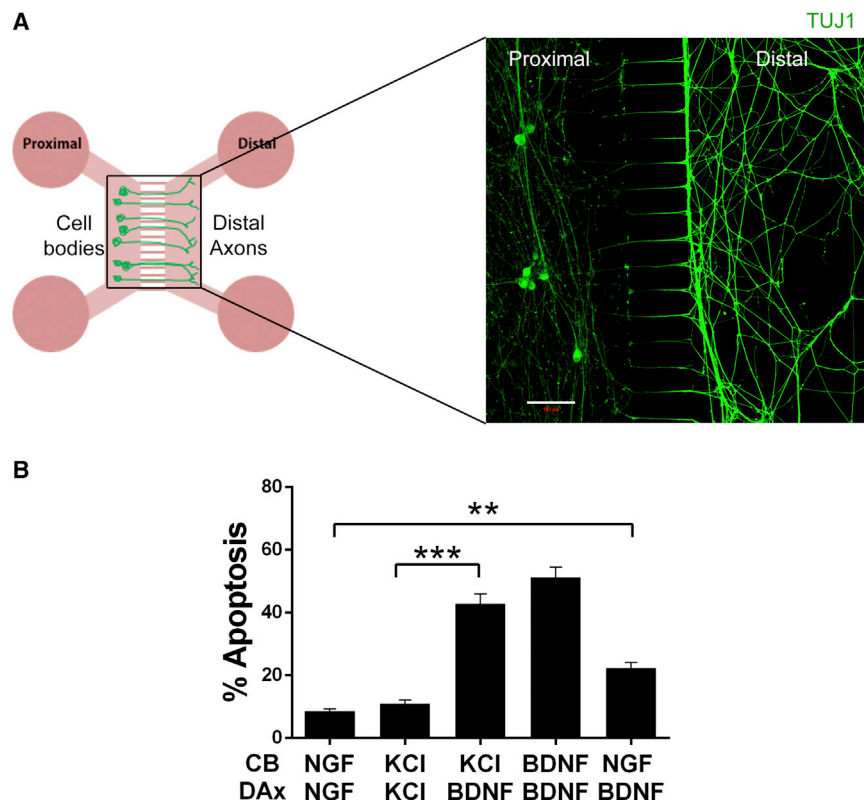 A
TUJ1
Proximal Distal
Proximal Distal
Cell bodies
Distal Axons
B
% Apoptosis
80
60
40
20
0
**
***
CB NGF KCl KCl BDNF NGF
DAx NGF KCl BDNF BDNF BDNF